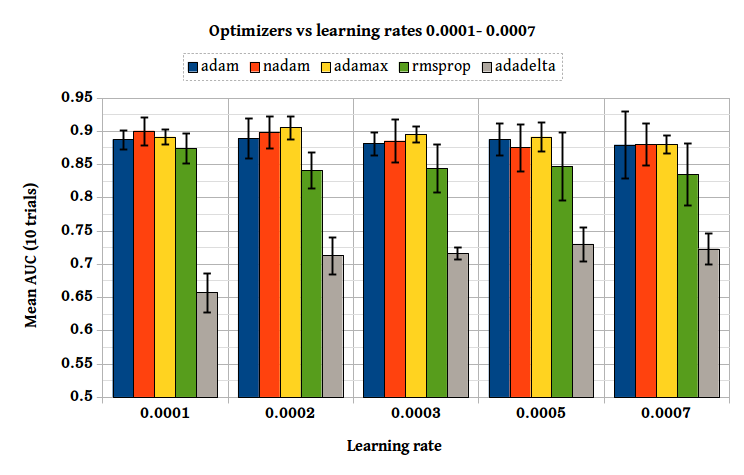 Optimizers vs learning rates 0.0001- 0.0007
adam nadam adamax rmsprop adadelta
0.95
0.9
0.85
0.8
0.75
0.7
0.65
0.6
0.55
0.5
Mean AUC (10 trials)
0.0001 0.0002 0.0003 0.0005 0.0007
Learning rate